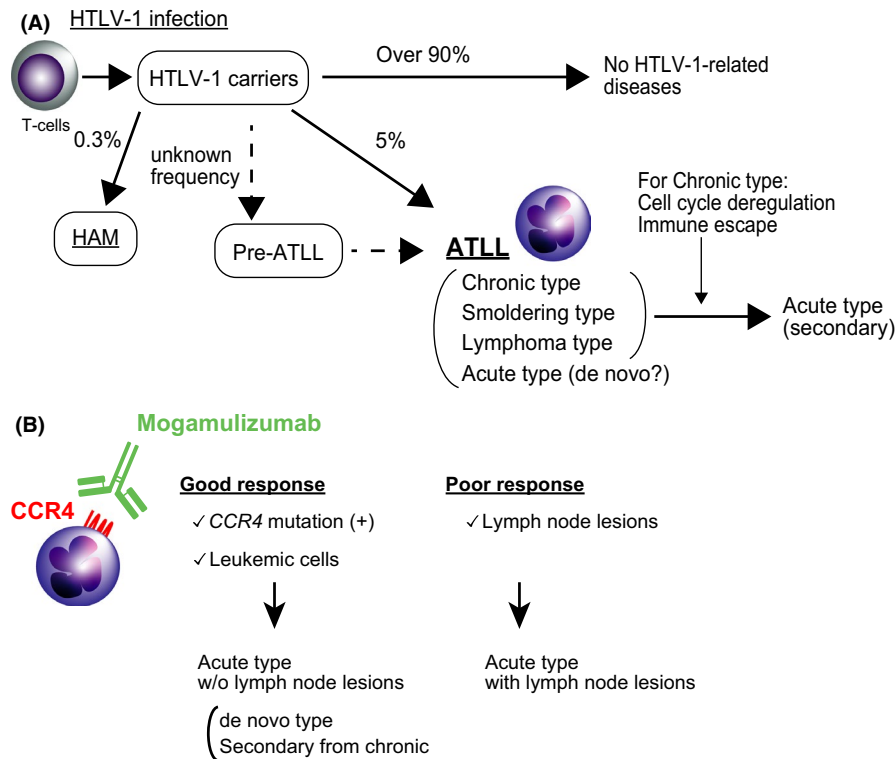 (A) HTLV-1 infection
T-cells
HTLV-1 carriers
Over 90%
No HTLV-1-related
diseases
0.3%
unknown
frequency
5%
HAM
Pre-ATLL
ATLL
Chronic type
Smoldering type
Lymphoma type
Acute type (de novo?)
For Chronic type:
Cell cycle deregulation
Immune escape
Acute type
(secondary)
(B)
Mogamulizumab
CCR4
Good response
✓ CCR4 mutation (+)
✓ Leukemic cells
Acute type
w/o lymph node lesions
de novo type
Secondary from chronic
Poor response
✓ Lymph node lesions
Acute type
with lymph node lesions